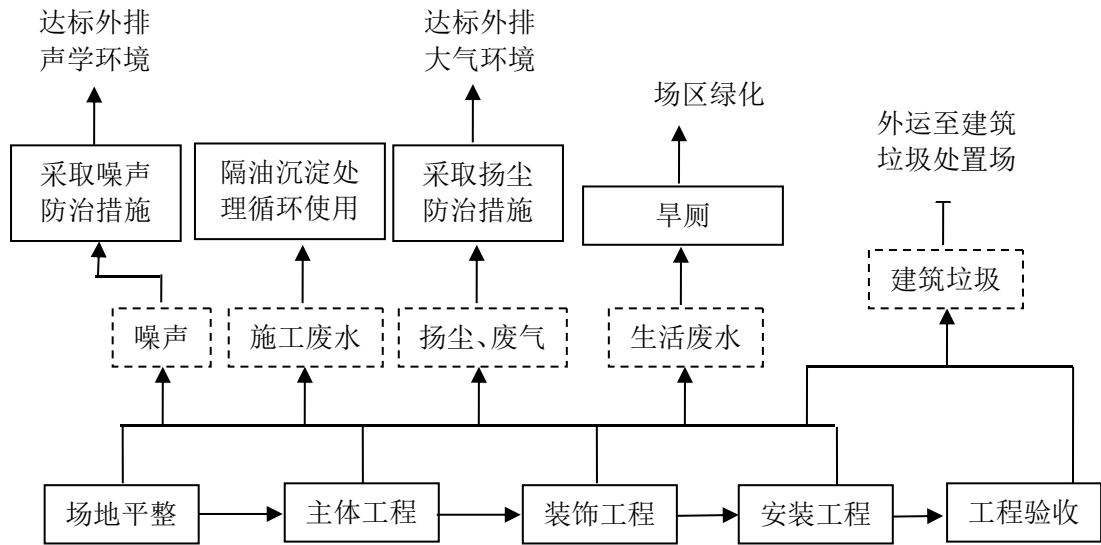 达标外排
声学环境
达标外排
大气环境
场区绿化
外运至建筑
垃圾处置场
采取噪声
防治措施
隔油沉淀处
理循环使用
采取扬尘
防治措施
旱厕
建筑垃圾
噪声
施工废水
扬尘、废气
生活废水
场地平整
主体工程
装饰工程
安装工程
工程验收